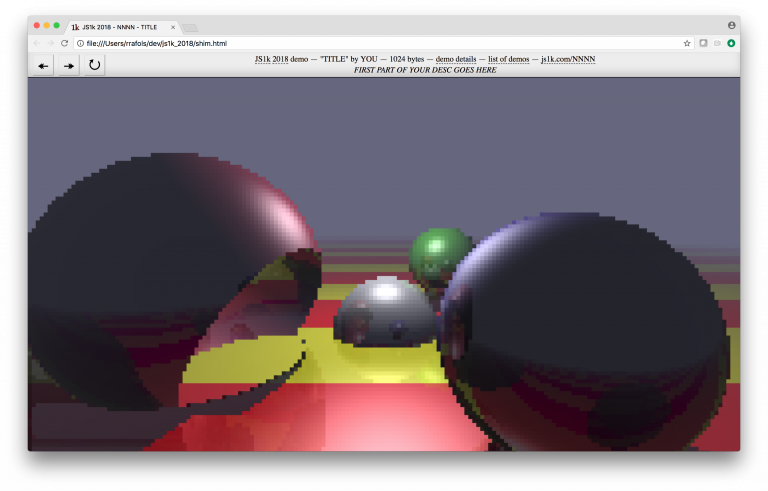 1k JS1k 2018 - NNNN - TITLE
file:///Users/rrafols/dev/js1k_2018/shim.html
JS1k 2018 demo — "TITLE" by YOU — 1024 bytes — demo details — list of demos — js1k.com/NNNN
FIRST PART OF YOUR DESC GOES HERE